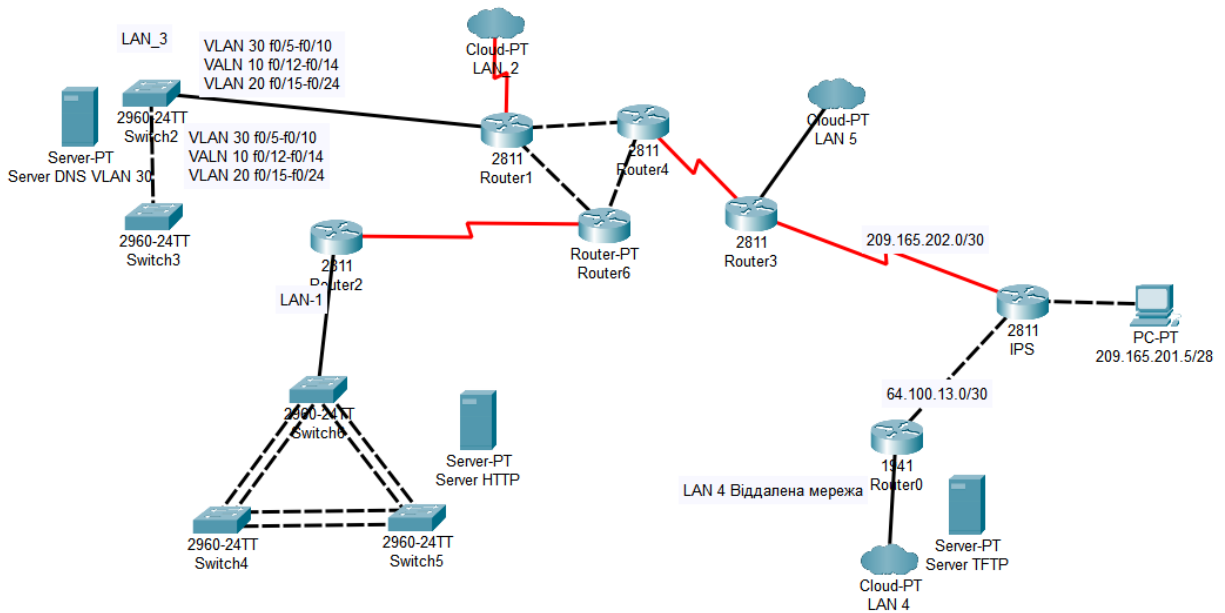 LAN_3
VLAN 30 f0/5-f0/10
VALN 10 f0/12-f0/14
VLAN 20 f0/15-f0/24
Cloud-PT
LAN_2
2960-24TT
Switch2
Server-PT
Server DNS VLAN 30
VLAN 30 f0/5-f0/10
VALN 10 f0/12-f0/14
VLAN 20 f0/15-f0/24
2960-24TT
Switch3
2811
Router1
2811
Router4
Cloud-PT
LAN 5
2811
Router3
Router-PT
Router6
2811
Router2
LAN-1
209.165.202.0/30
2811
IPS
PC-PT
209.165.201.5/28
64.100.13.0/30
2960-24TT
Switch6
Server-PT
Server HTTP
2960-24TT
Switch4
2960-24TT
Switch5
1941
Router0
LAN 4 Віддалена мережа
Server-PT
Server TFTP
Cloud-PT
LAN 4